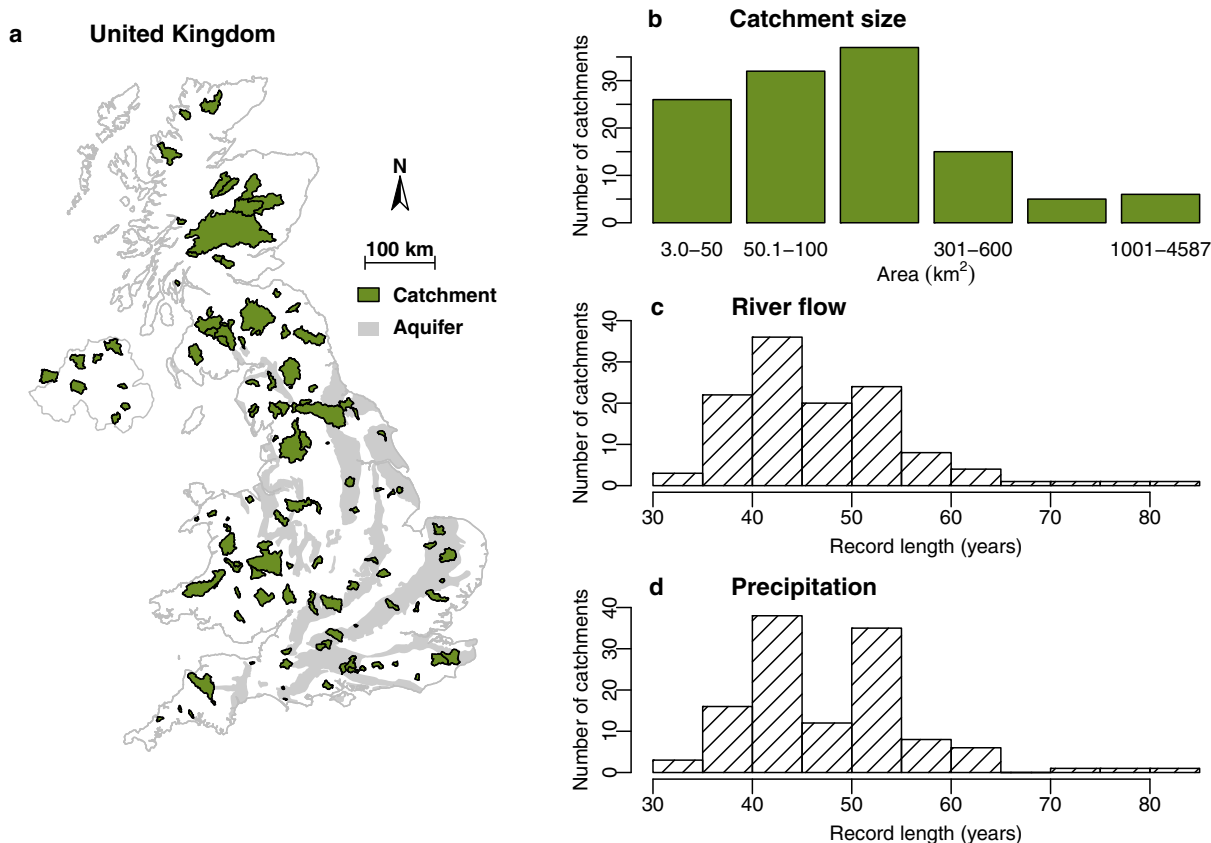 a United Kingdom
N
100 km
Catchment
Aquifer
b Catchment size
Number of catchments
0 10 20 30
3.0−50 50.1−100 301−600 1001−4587
Area (km²)
c River flow
Number of catchments
0 10 20 30 40
30 40 50 60 70 80
Record length (years)
d Precipitation
Number of catchments
0 10 20 30 40
30 40 50 60 70 80
Record length (years)